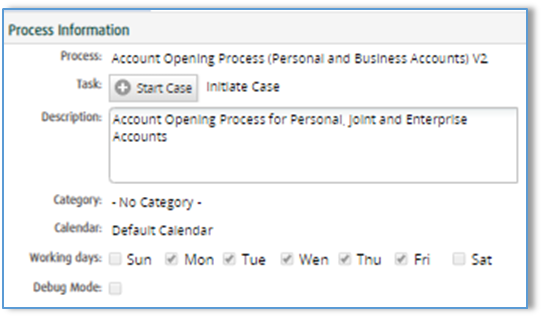 Process Information
Process: Account Opening Process (Personal and Business Accounts) V2
Task: Start Case Initiate Case
Description: Account Opening Process for Personal, Joint and Enterprise
Accounts
Category: - No Category -
Calendar: Default Calendar
Working days: Sun Mon Tue Wen Thu Fri Sat
Debug Mode: